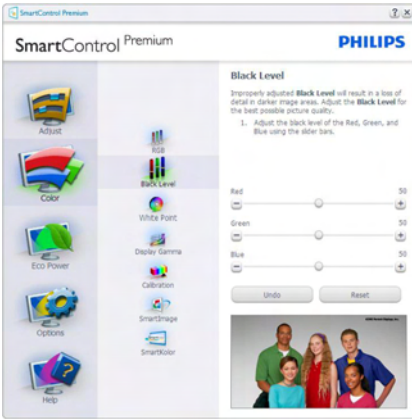 SmartControl Premium
SmartControl Premium
PHILIPS
Adjust
Color
Eco Power
Options
Help
RGB
Black Level
White Point
Display Gamma
Calibration
SmartImage
SmartKolor
Black Level
Improperly adjusted Black Level will result in a loss of
detail in darker image areas. Adjust the Black Level for
the best possible picture quality.
1. Adjust the black level of the Red, Green, and
Blue using the slider bars.
Red 50
Green 50
Blue 50
Undo Reset